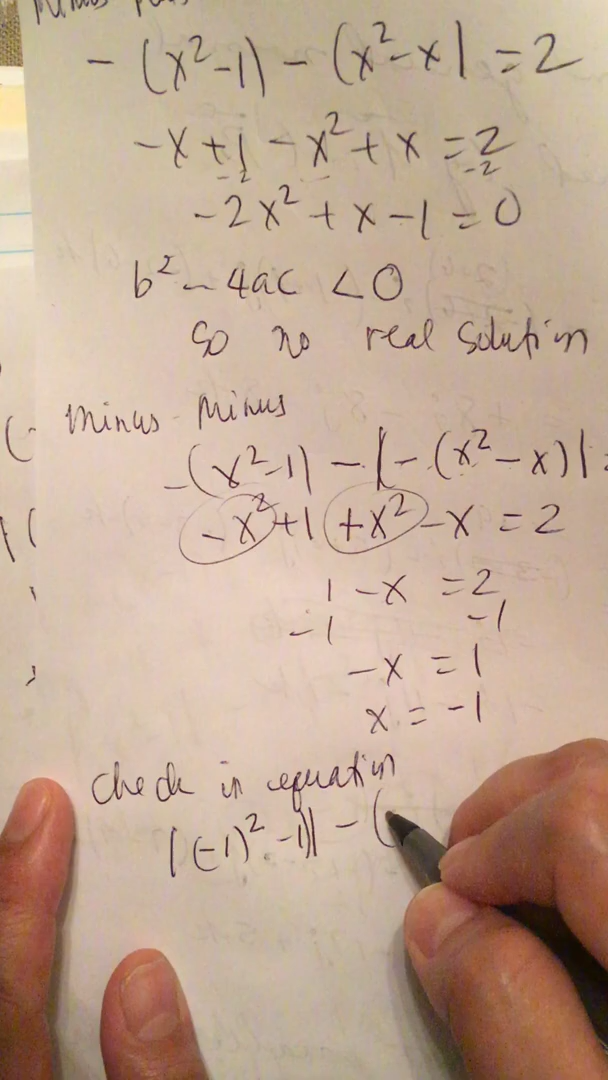 Minus Plus
- (x²-1) - (x²-x) = 2
-x+1 -x²+x = 2
-2 -2
-2x²+x-1=0
b²-4ac <0
So no real solution
Minus Minus
-(x²-1) - (-(x²-x)) =
-x²+1 +x²-x = 2
1 -x = 2
-1 -1
-x = 1
x = -1
Check in equation
|(-1)²-1)| - (